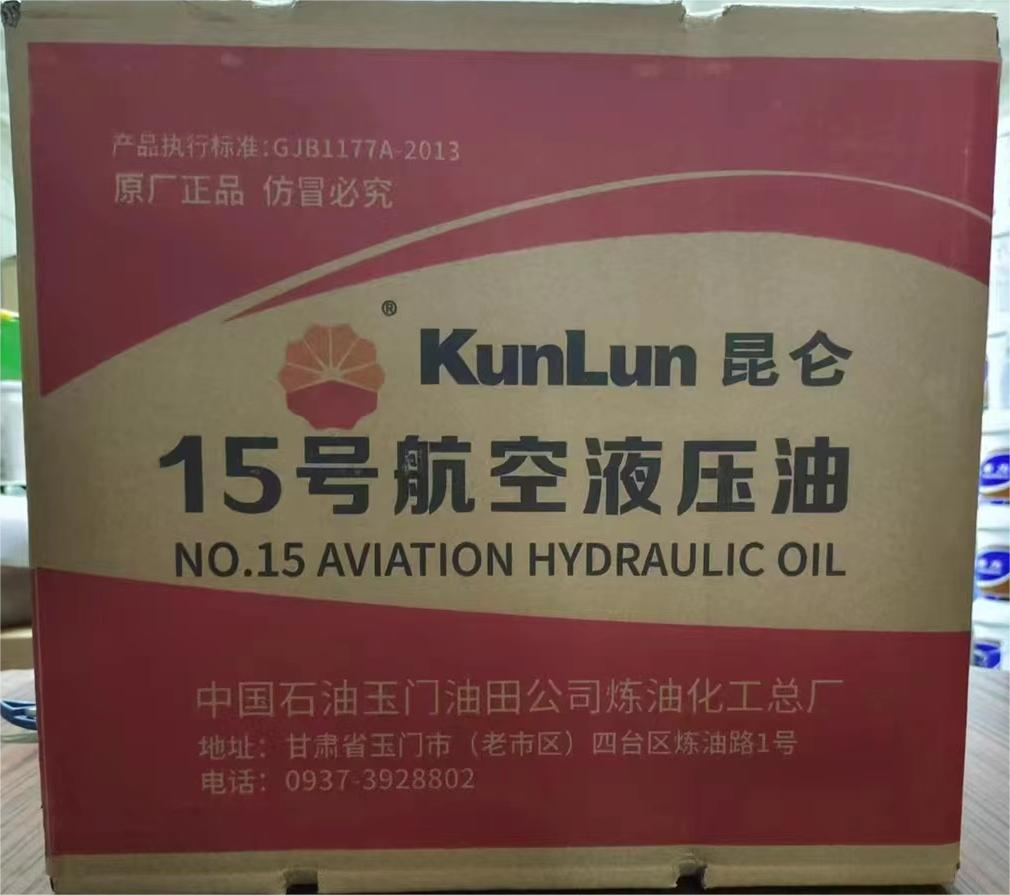 产品执行标准:GJB1177A-2013
原厂正品 仿冒必究
®
KunLun 昆仑
15号航空液压油
NO.15 AVIATION HYDRAULIC OIL
中国石油玉门油田公司炼油化工总厂
地址：甘肃省玉门市（老市区）四台区炼油路1号
电话：0937-3928802